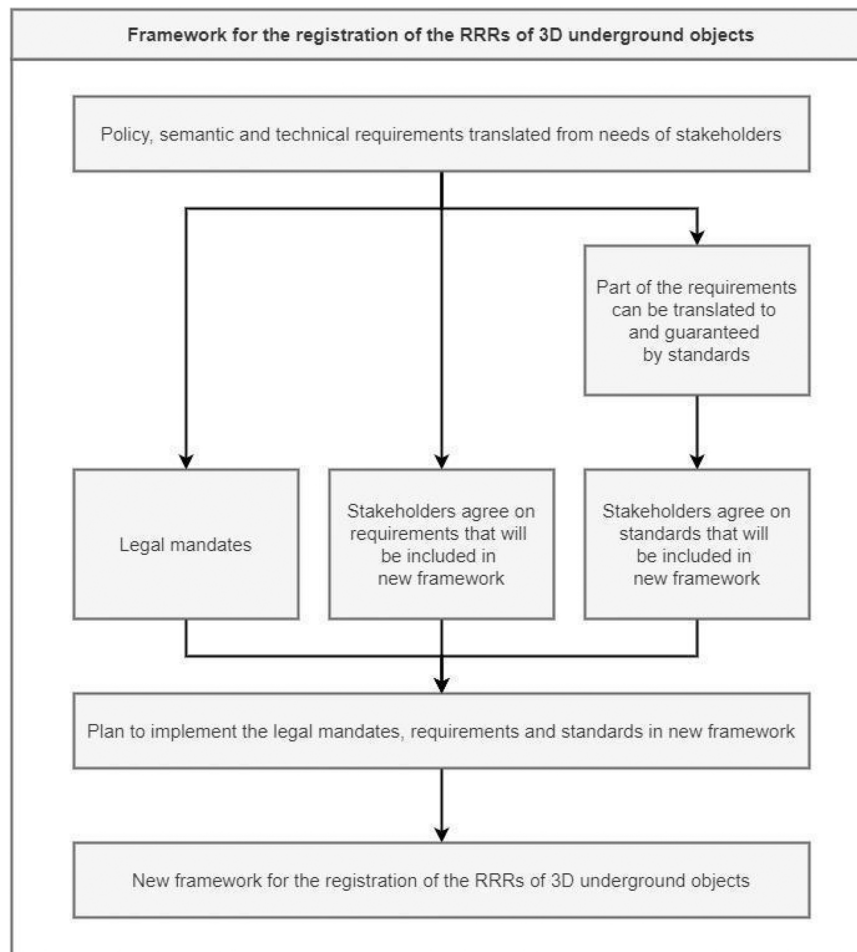 Framework for the registration of the RRRs of 3D underground objects
Policy, semantic and technical requirements translated from needs of stakeholders
Part of the requirements
can be translated to
and guaranteed
by standards
Legal mandates
Stakeholders agree on
requirements that will
be included in
new framework
Stakeholders agree on
standards that will
be included in
new framework
Plan to implement the legal mandates, requirements and standards in new framework
New framework for the registration of the RRRs of 3D underground objects